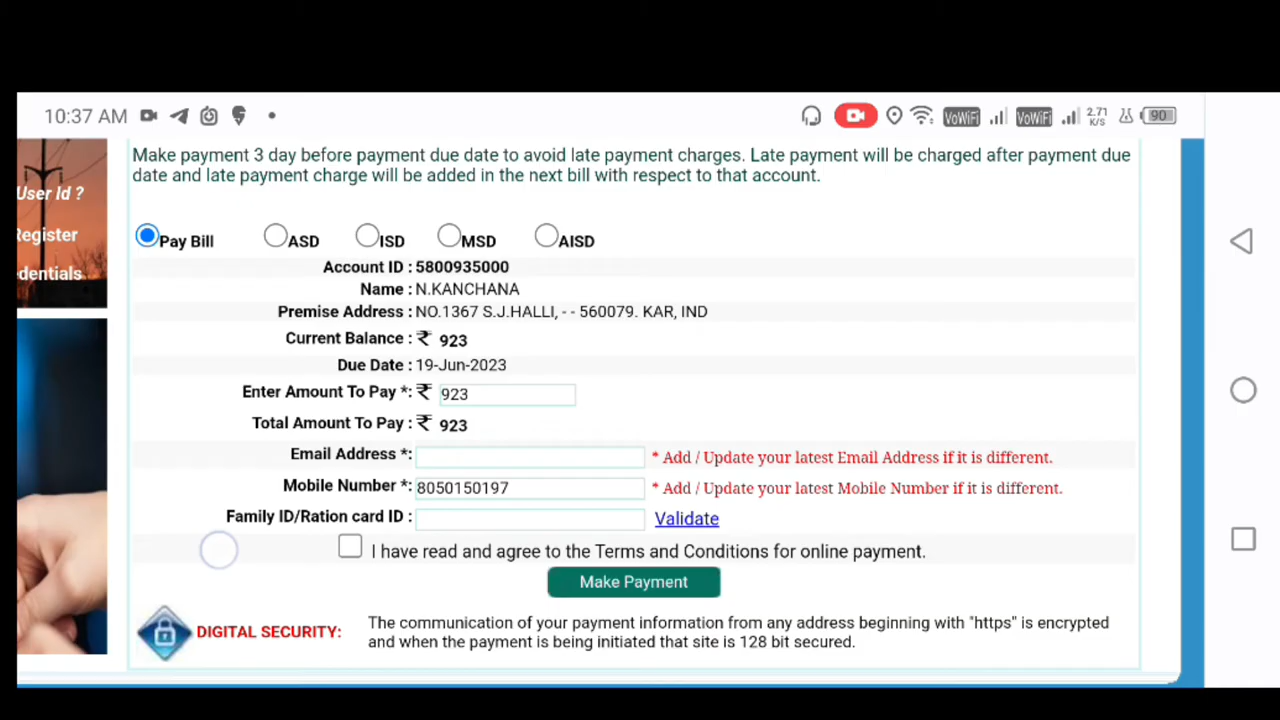 10:37 AM
VoWiFi
VoWiFi
2.71
K/S
90
User Id ?
Register
dentials
Make payment 3 day before payment due date to avoid late payment charges. Late payment will be charged after payment due
date and late payment charge will be added in the next bill with respect to that account.
Pay Bill ASD ISD MSD AISD
Account ID : 5800935000
Name : N.KANCHANA
Premise Address : NO.1367 S.J.HALLI, - - 560079. KAR, IND
Current Balance : ₹ 923
Due Date : 19-Jun-2023
Enter Amount To Pay *: ₹ 923
Total Amount To Pay : ₹ 923
Email Address *: * Add / Update your latest Email Address if it is different.
Mobile Number *: 8050150197 * Add / Update your latest Mobile Number if it is different.
Family ID/Ration card ID : Validate
I have read and agree to the Terms and Conditions for online payment.
Make Payment
DIGITAL SECURITY: The communication of your payment information from any address beginning with "https" is encrypted
and when the payment is being initiated that site is 128 bit secured.